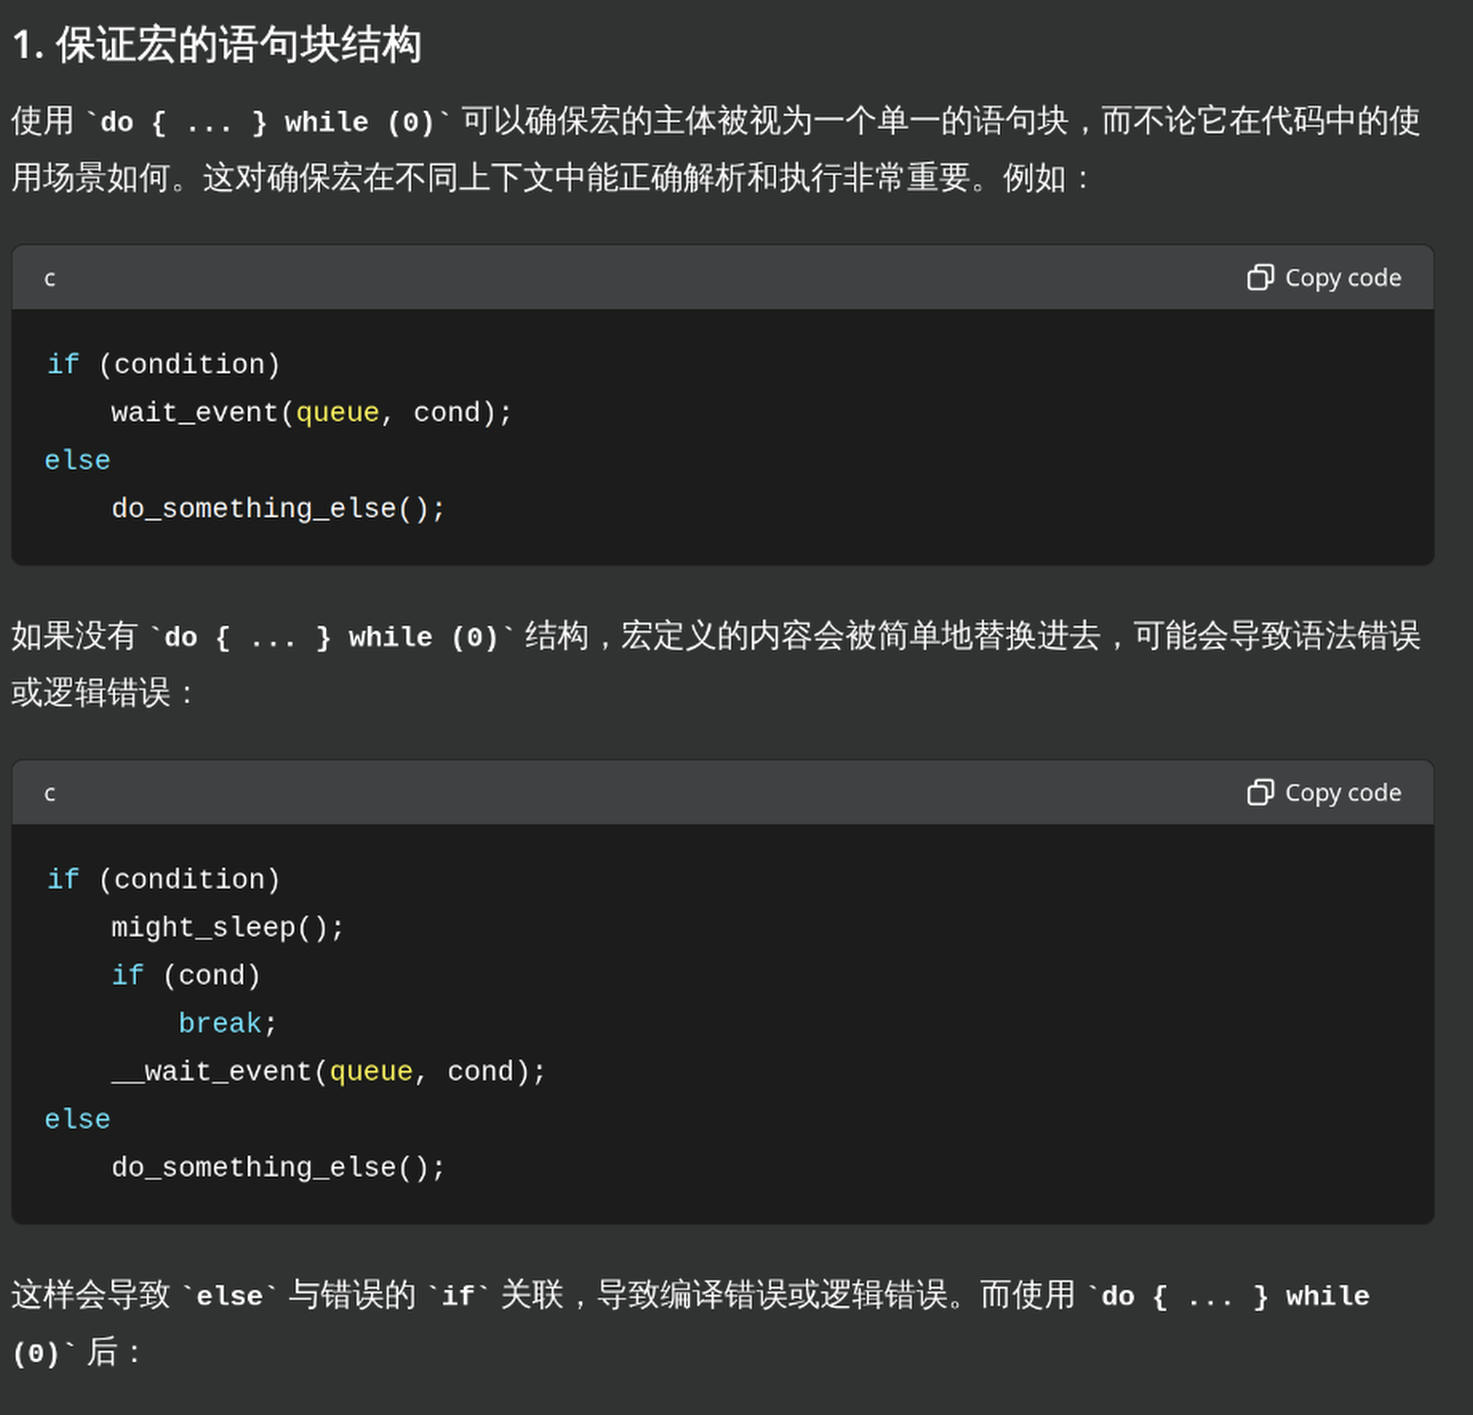 1. 保证宏的语句块结构
使用 `do { ... } while (0)` 可以确保宏的主体被视为一个单一的语句块，而不论它在代码中的使
用场景如何。这对确保宏在不同上下文中能正确解析和执行非常重要。例如：
c Copy code
if (condition)
    wait_event(queue, cond);
else
    do_something_else();
如果没有 `do { ... } while (0)` 结构，宏定义的内容会被简单地替换进去，可能会导致语法错误
或逻辑错误：
c Copy code
if (condition)
    might_sleep();
    if (cond)
        break;
    __wait_event(queue, cond);
else
    do_something_else();
这样会导致 `else` 与错误的 `if` 关联，导致编译错误或逻辑错误。而使用 `do { ... } while
(0)` 后：